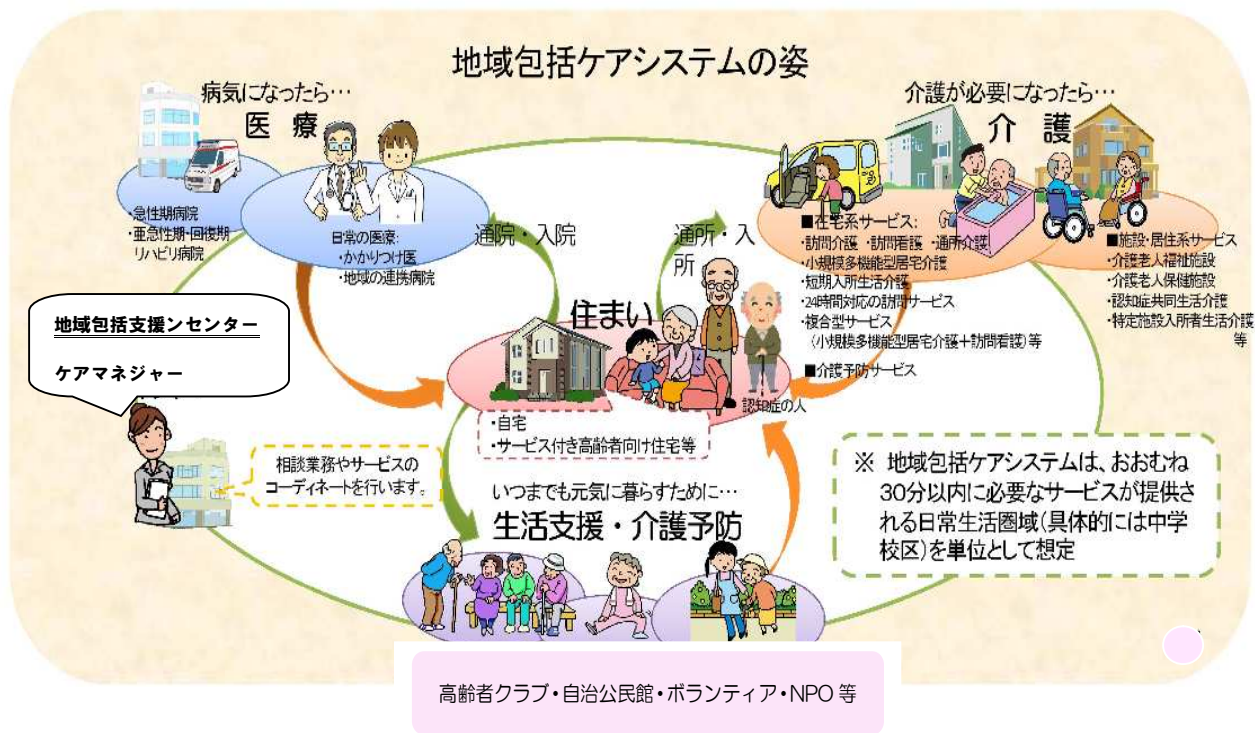 地域包括ケアシステムの姿
病気になったら…
医 療
・急性期病院
・亜急性期・回復期
リハビリ病院
日常の医療:
・かかりつけ医
・地域の連携病院
通院・入院
通所・入
所
介護が必要になったら…
介 護
■在宅系サービス:
・訪問介護 ・訪問看護 ・通所介護
・小規模多機能型居宅介護
・短期入所生活介護
・24時間対応の訪問サービス
・複合型サービス
(小規模多機能型居宅介護+訪問看護)等
■介護予防サービス
■施設・居住系サービス
・介護老人福祉施設
・介護老人保健施設
・認知症共同生活介護
・特定施設入所者生活介護
等
住まい
認知症の人
・自宅
・サービス付き高齢者向け住宅等
地域包括支援ンセンター
ケアマネジャー
相談業務やサービスの
コーディネートを行います。
いつまでも元気に暮らすために…
生活支援・介護予防
※ 地域包括ケアシステムは、おおむね
30分以内に必要なサービスが提供さ
れる日常生活圏域(具体的には中学
校区)を単位として想定
高齢者クラブ・自治公民館・ボランティア・NPO 等